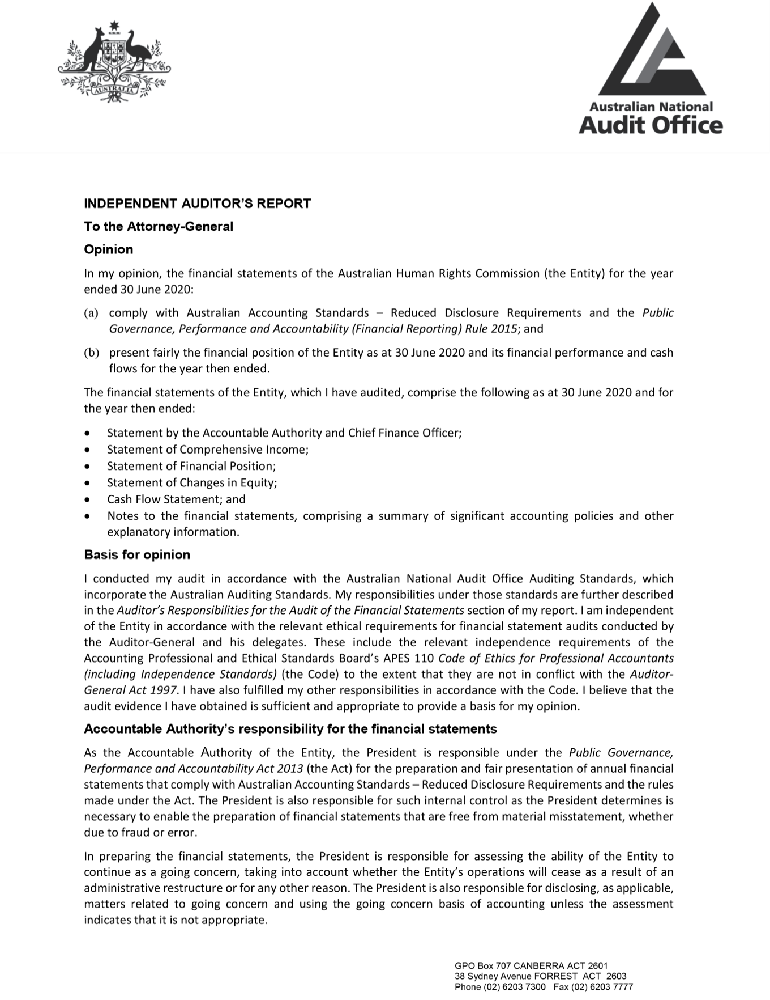 AUSTRALIA
Australian National
Audit Office
INDEPENDENT AUDITOR’S REPORT
To the Attorney-General
Opinion
In my opinion, the financial statements of the Australian Human Rights Commission (the Entity) for the year
ended 30 June 2020:
(a) comply with Australian Accounting Standards – Reduced Disclosure Requirements and the Public
Governance, Performance and Accountability (Financial Reporting) Rule 2015; and
(b) present fairly the financial position of the Entity as at 30 June 2020 and its financial performance and cash
flows for the year then ended.
The financial statements of the Entity, which I have audited, comprise the following as at 30 June 2020 and for
the year then ended:
• Statement by the Accountable Authority and Chief Finance Officer;
• Statement of Comprehensive Income;
• Statement of Financial Position;
• Statement of Changes in Equity;
• Cash Flow Statement; and
• Notes to the financial statements, comprising a summary of significant accounting policies and other
explanatory information.
Basis for opinion
I conducted my audit in accordance with the Australian National Audit Office Auditing Standards, which
incorporate the Australian Auditing Standards. My responsibilities under those standards are further described
in the Auditor’s Responsibilities for the Audit of the Financial Statements section of my report. I am independent
of the Entity in accordance with the relevant ethical requirements for financial statement audits conducted by
the Auditor-General and his delegates. These include the relevant independence requirements of the
Accounting Professional and Ethical Standards Board’s APES 110 Code of Ethics for Professional Accountants
(including Independence Standards) (the Code) to the extent that they are not in conflict with the Auditor-
General Act 1997. I have also fulfilled my other responsibilities in accordance with the Code. I believe that the
audit evidence I have obtained is sufficient and appropriate to provide a basis for my opinion.
Accountable Authority’s responsibility for the financial statements
As the Accountable Authority of the Entity, the President is responsible under the Public Governance,
Performance and Accountability Act 2013 (the Act) for the preparation and fair presentation of annual financial
statements that comply with Australian Accounting Standards – Reduced Disclosure Requirements and the rules
made under the Act. The President is also responsible for such internal control as the President determines is
necessary to enable the preparation of financial statements that are free from material misstatement, whether
due to fraud or error.
In preparing the financial statements, the President is responsible for assessing the ability of the Entity to
continue as a going concern, taking into account whether the Entity’s operations will cease as a result of an
administrative restructure or for any other reason. The President is also responsible for disclosing, as applicable,
matters related to going concern and using the going concern basis of accounting unless the assessment
indicates that it is not appropriate.
GPO Box 707 CANBERRA ACT 2601
38 Sydney Avenue FORREST ACT 2603
Phone (02) 6203 7300 Fax (02) 6203 7777